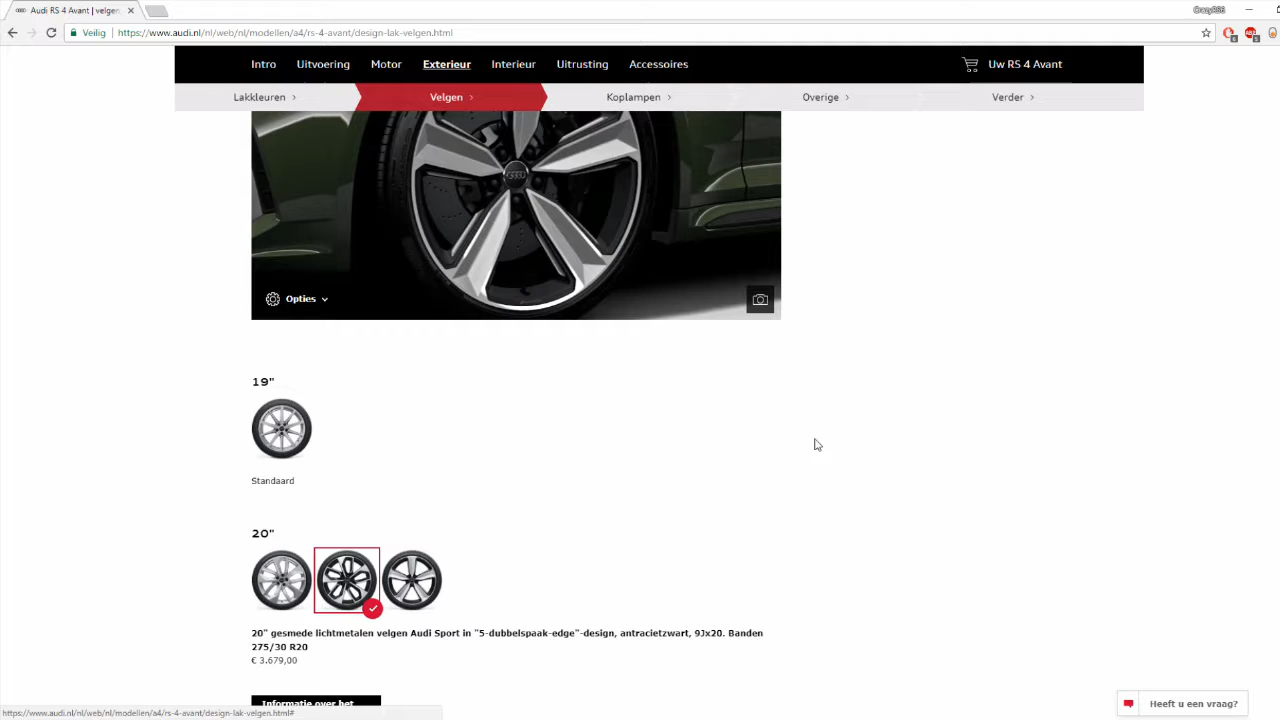 Audi RS 4 Avant | velgen
CrazyRS6
Veilig
https://www.audi.nl/nl/web/nl/modellen/a4/rs-4-avant/design-lak-velgen.html
Intro
Uitvoering
Motor
Exterieur
Interieur
Uitrusting
Accessoires
Uw RS 4 Avant
Lakkleuren
Velgen
Koplampen
Overige
Verder
Opties
19"
Standaard
20"
20" gesmede lichtmetalen velgen Audi Sport in "5-dubbelspaak-edge"-design, antracietzwart, 9Jx20. Banden
275/30 R20
€ 3.679,00
Informatie over het
https://www.audi.nl/nl/web/nl/modellen/a4/rs-4-avant/design-lak-velgen.html#
Heeft u een vraag?